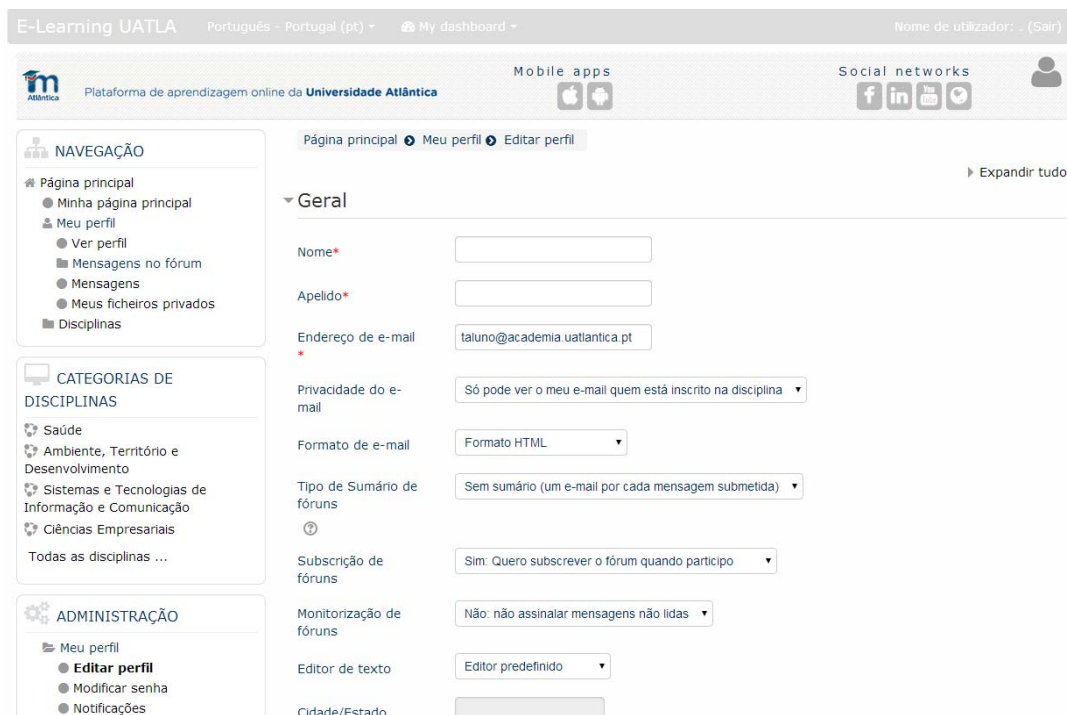 E-Learning UATLA Português - Portugal (pt) My dashboard Nome de utilizador: . (Sair)
m
Atlântica
Plataforma de aprendizagem online da Universidade Atlântica
Mobile apps
Social networks
f in You Tube
NAVEGAÇÃO
Página principal
Minha página principal
Meu perfil
Ver perfil
Mensagens no fórum
Mensagens
Meus ficheiros privados
Disciplinas
CATEGORIAS DE
DISCIPLINAS
Saúde
Ambiente, Território e
Desenvolvimento
Sistemas e Tecnologias de
Informação e Comunicação
Ciências Empresariais
Todas as disciplinas ...
ADMINISTRAÇÃO
Meu perfil
Editar perfil
Modificar senha
Notificações
Página principal Meu perfil Editar perfil
Expandir tudo
Geral
Nome*
Apelido*
Endereço de e-mail
*
taluno@academia.uatlantica.pt
Privacidade do e-
mail
Só pode ver o meu e-mail quem está inscrito na disciplina
Formato de e-mail
Formato HTML
Tipo de Sumário de
fóruns
?
Sem sumário (um e-mail por cada mensagem submetida)
Subscrição de
fóruns
Sim: Quero subscrever o fórum quando participo
Monitorização de
fóruns
Não: não assinalar mensagens não lidas
Editor de texto
Editor predefinido
Cidade/Estado